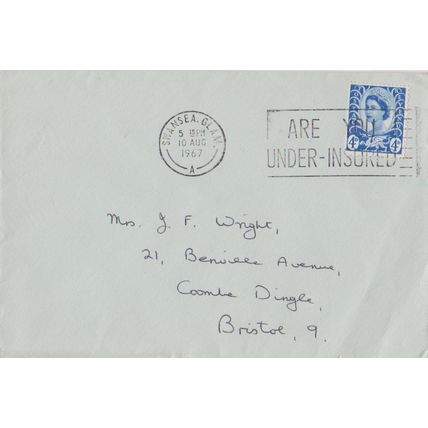 SWANSEA. GLAM.
5 15PM
10 AUG
1967
A
ARE YOU
UNDER-INSURED
4D
Mrs. J. F. Wright,
21, Benville Avenue,
Coombe Dingle,
Bristol, 9.